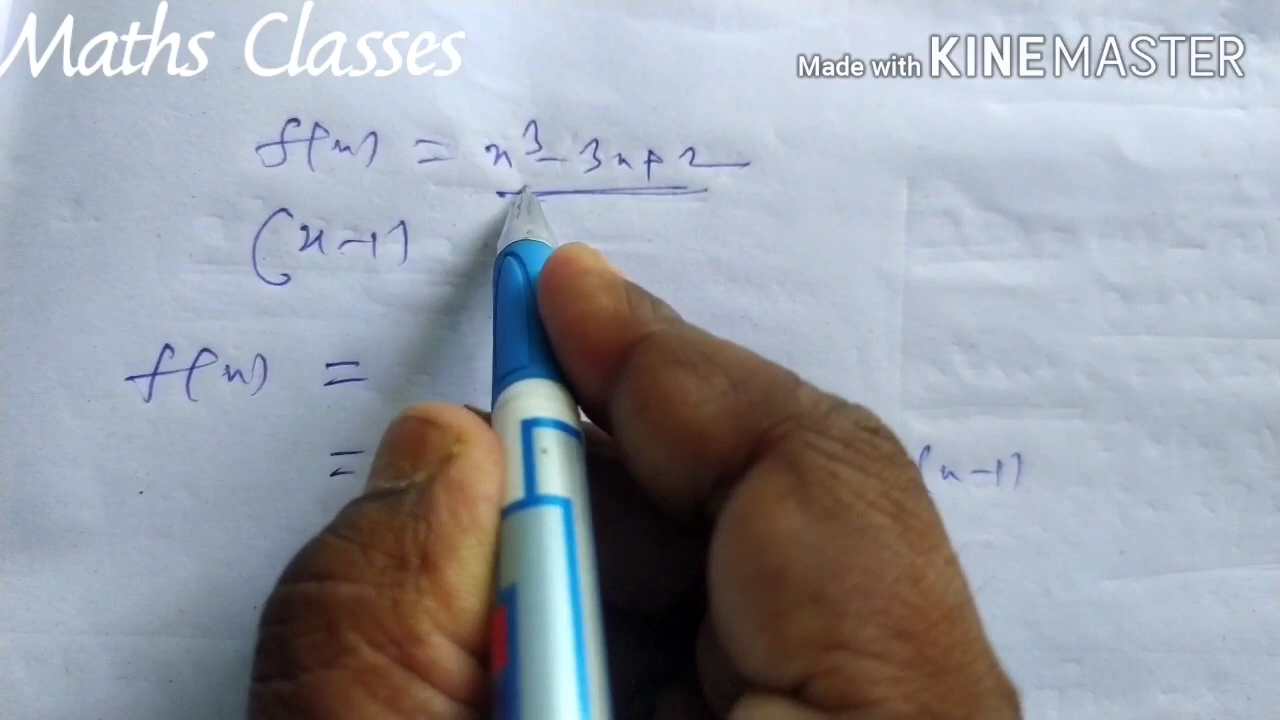 Maths Classes
Made with KINEMASTER
f(x) = x³ - 3x + 2
(x-1)
f(x) =
= (x-1)